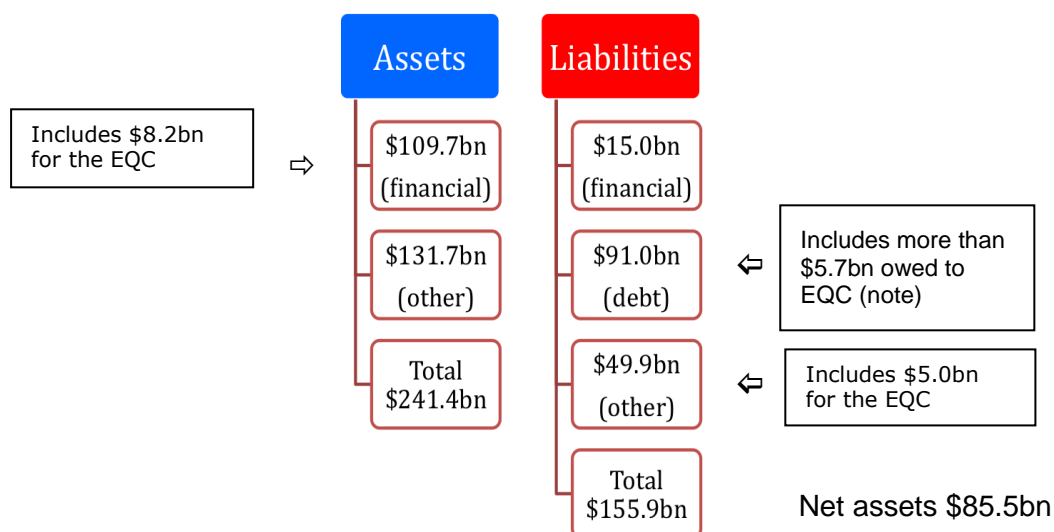 Assets
Liabilities
Includes $8.2bn
for the EQC
⇨
$109.7bn
(financial)
$15.0bn
(financial)
$131.7bn
(other)
$91.0bn
(debt)
⇦
Includes more than
$5.7bn owed to
EQC (note)
Total
$241.4bn
$49.9bn
(other)
⇦
Includes $5.0bn
for the EQC
Total
$155.9bn
Net assets $85.5bn